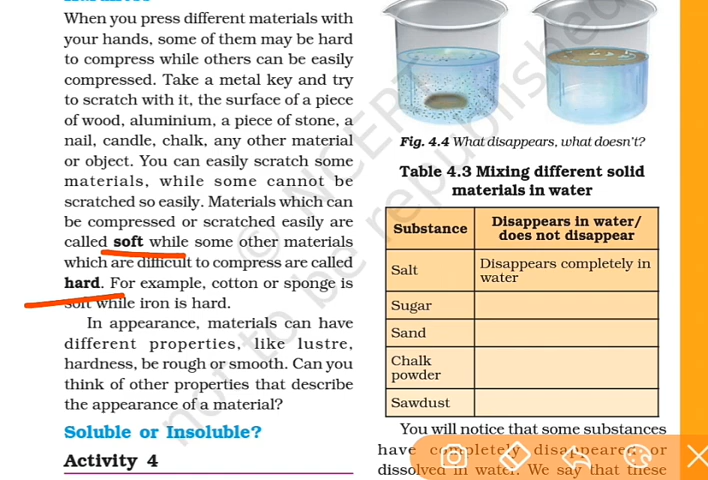 When you press different materials with
your hands, some of them may be hard
to compress while others can be easily
compressed. Take a metal key and try
to scratch with it, the surface of a piece
of wood, aluminium, a piece of stone, a
nail, candle, chalk, any other material
or object. You can easily scratch some
materials, while some cannot be
scratched so easily. Materials which can
be compressed or scratched easily are
called soft while some other materials
which are difficult to compress are called
hard. For example, cotton or sponge is
soft while iron is hard.
In appearance, materials can have
different properties, like lustre,
hardness, be rough or smooth. Can you
think of other properties that describe
the appearance of a material?
Soluble or Insoluble?
Activity 4
Fig. 4.4 What disappears, what doesn't?
Table 4.3 Mixing different solid
materials in water
Substance
Disappears in water/
does not disappear
Salt
Disappears completely in
water
Sugar
Sand
Chalk
powder
Sawdust
You will notice that some substances
have completely disappeared or
dissolved in water. We say that these
© NCERT
not to be republished